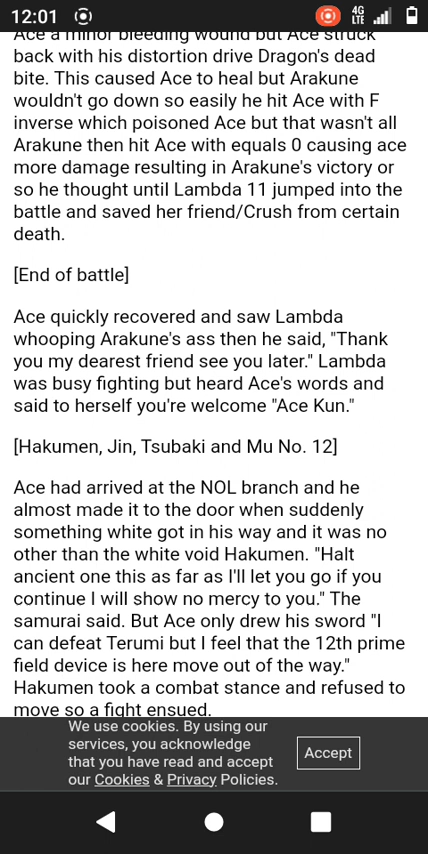 12:01
4G
LTE
Ace a minor bleeding wound but Ace struck
back with his distortion drive Dragon's dead
bite. This caused Ace to heal but Arakune
wouldn't go down so easily he hit Ace with F
inverse which poisoned Ace but that wasn't all
Arakune then hit Ace with equals 0 causing ace
more damage resulting in Arakune's victory or
so he thought until Lambda 11 jumped into the
battle and saved her friend/Crush from certain
death.
[End of battle]
Ace quickly recovered and saw Lambda
whooping Arakune's ass then he said, "Thank
you my dearest friend see you later." Lambda
was busy fighting but heard Ace's words and
said to herself you're welcome "Ace Kun."
[Hakumen, Jin, Tsubaki and Mu No. 12]
Ace had arrived at the NOL branch and he
almost made it to the door when suddenly
something white got in his way and it was no
other than the white void Hakumen. "Halt
ancient one this as far as I'll let you go if you
continue I will show no mercy to you." The
samurai said. But Ace only drew his sword "I
can defeat Terumi but I feel that the 12th prime
field device is here move out of the way."
Hakumen took a combat stance and refused to
move so a fight ensued.
We use cookies. By using our
services, you acknowledge
that you have read and accept
our Cookies & Privacy Policies.
Accept